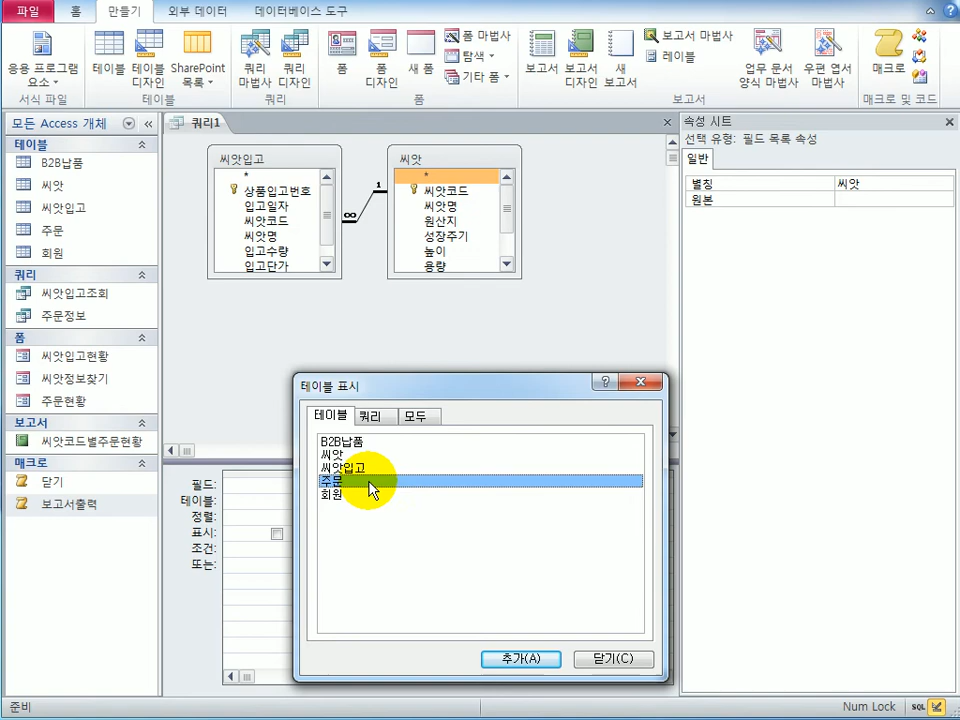 파일 홈 만들기 외부 데이터 데이터베이스 도구
응용 프로그램 요소
서식 파일
테이블
테이블 디자인
SharePoint 목록
테이블
쿼리 마법사
쿼리 디자인
쿼리
폼
폼 디자인
새 폼
폼 마법사
탐색
기타 폼
폼
보고서
보고서 디자인
새 보고서
보고서 마법사
레이블
보고서
업무 문서 양식 마법사
우편 엽서 마법사
매크로
매크로 및 코드
모든 Access 개체
테이블
B2B납품
씨앗
씨앗입고
주문
회원
쿼리
씨앗입고조회
주문정보
폼
씨앗입고현황
씨앗정보찾기
주문현황
보고서
씨앗코드별주문현황
매크로
닫기
보고서출력
쿼리1
씨앗입고
*
상품입고번호
입고일자
씨앗코드
씨앗명
입고수량
입고단가
∞ 1
씨앗
*
씨앗코드
씨앗명
원산지
성장주기
높이
용량
필드:
테이블:
정렬:
표시:
조건:
또는:
테이블 표시
테이블 쿼리 모두
B2B납품
씨앗
씨앗입고
주문
회원
추가(A) 닫기(C)
속성 시트
선택 유형: 필드 목록 속성
일반
별칭 씨앗
원본
준비
Num Lock SQL